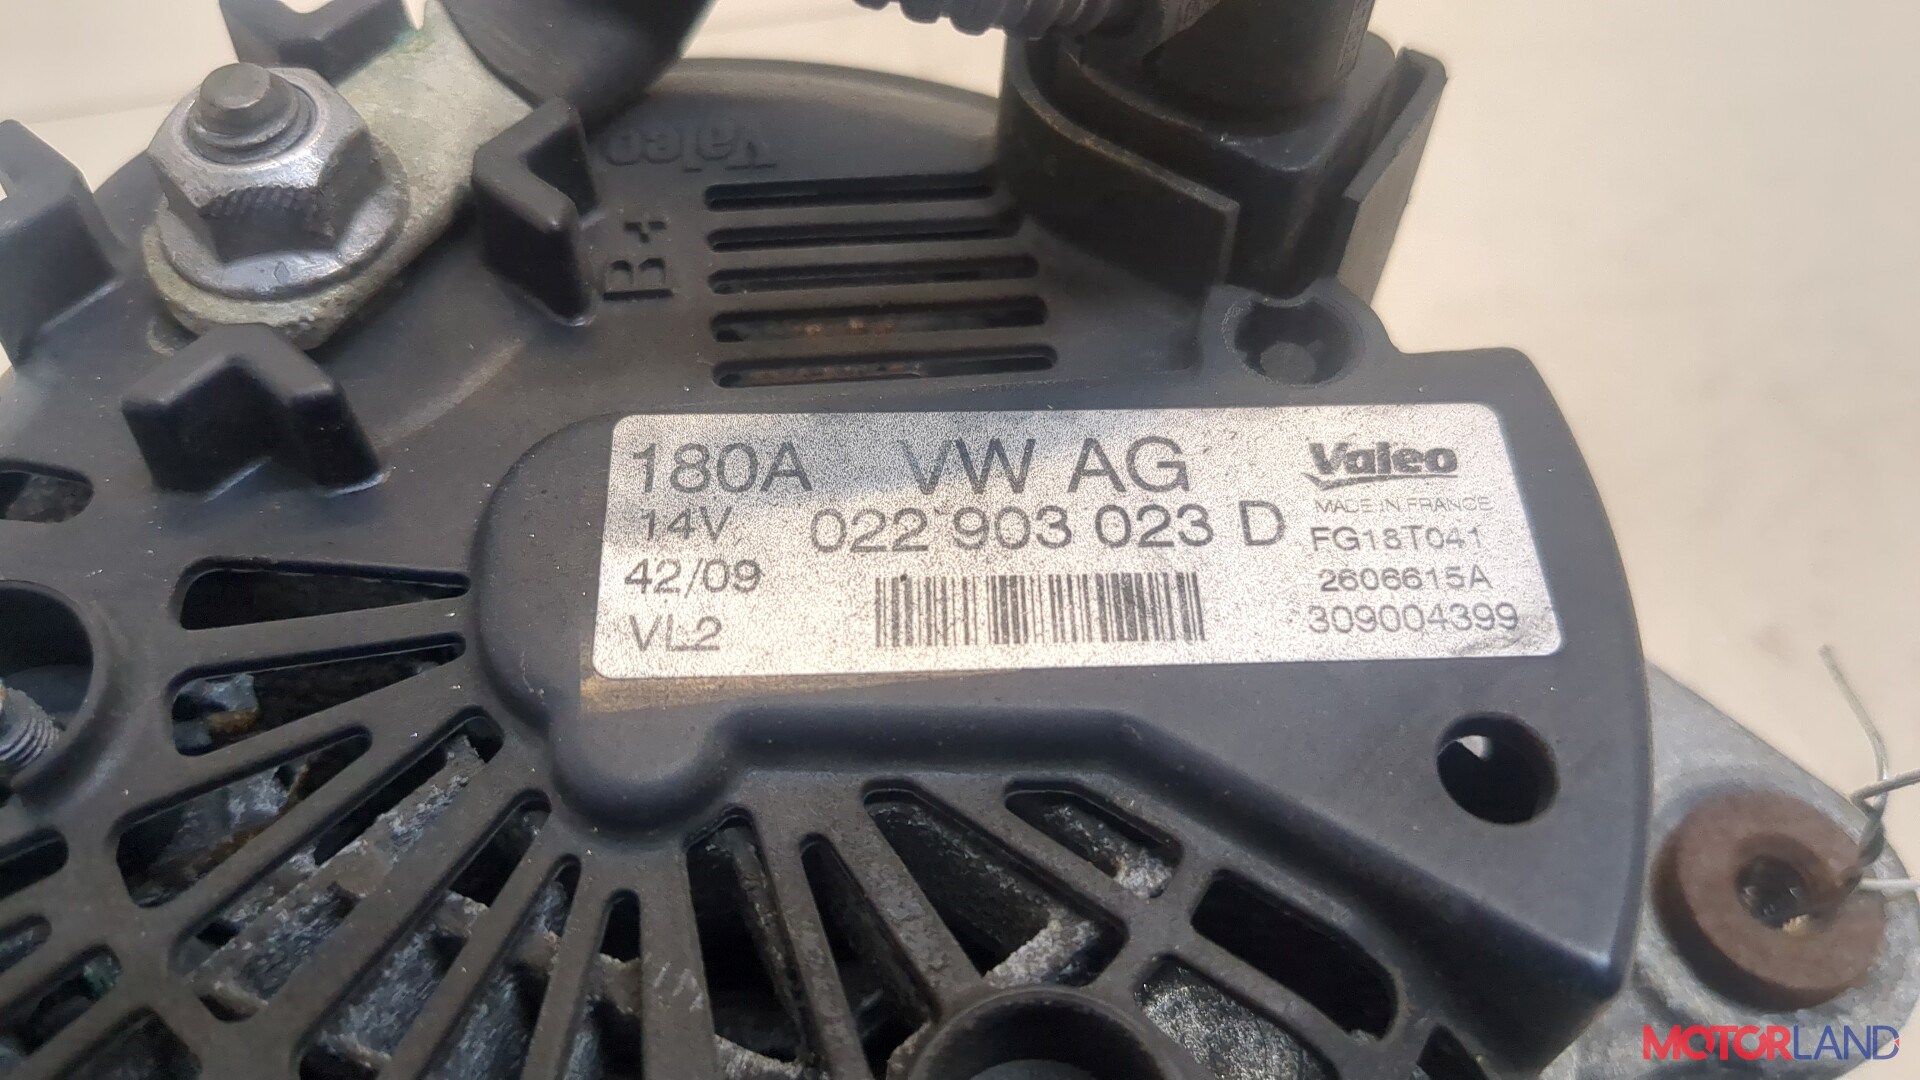 Valeo
B+
180A VW AG
14V 022 903 023 D
42/09
VL2
Valeo
MADE IN FRANCE
FG18T041
2606615A
309004399
MOTORLAND